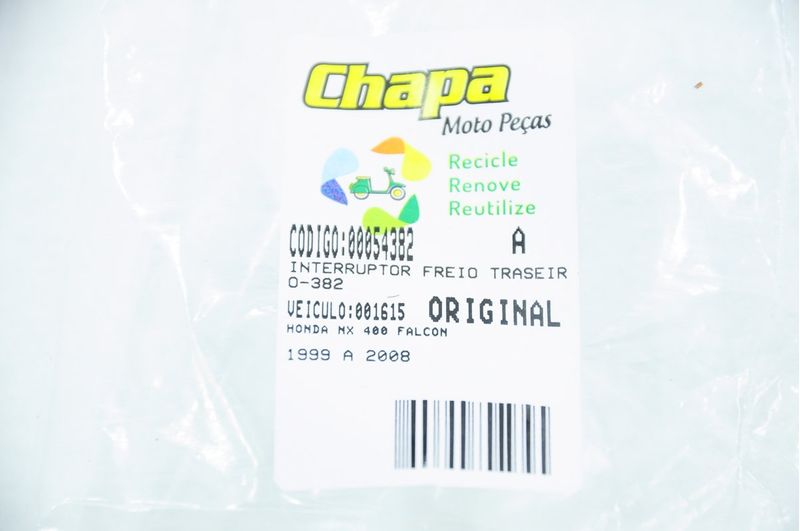 Chapa
Moto Peças
Recicle
Renove
Reutilize
CODIGO:00054382 A
INTERRUPTOR FREIO TRASEIR
O-382
VEICULO:001615 ORIGINAL
HONDA NX 400 FALCON
1999 A 2008